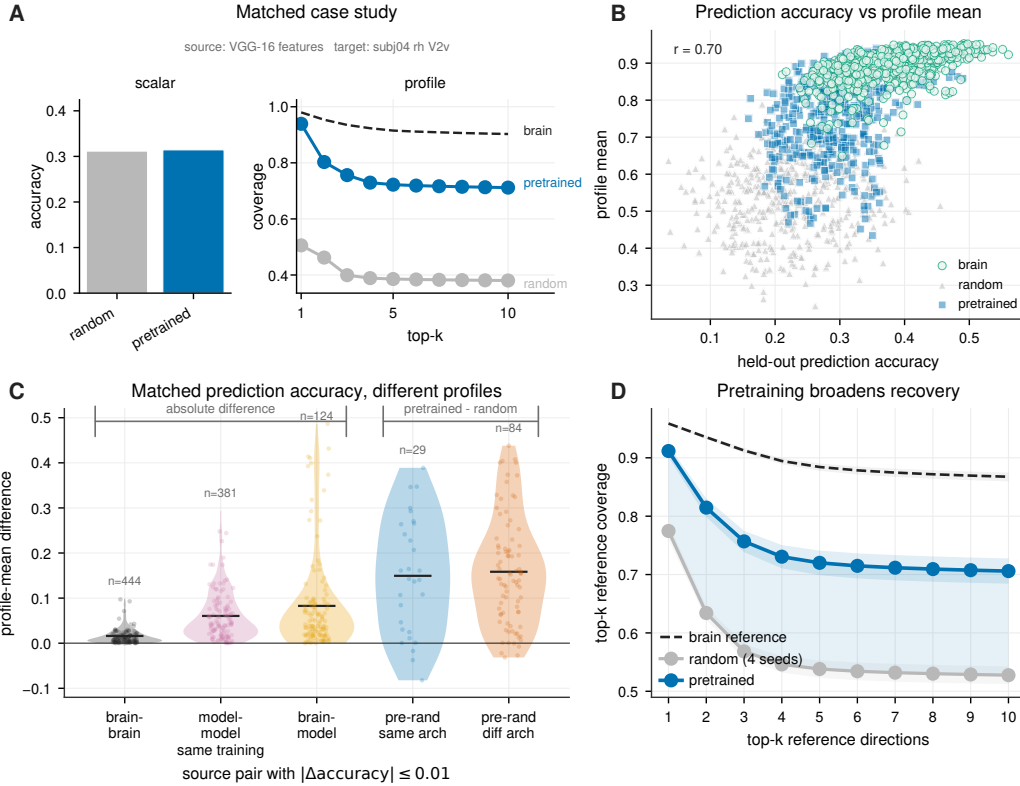 A
Matched case study
source: VGG-16 features   target: subj04 rh V2v
scalar
accuracy
0.4
0.3
0.2
0.1
0.0
random
pretrained
profile
coverage
1.0
0.8
0.6
0.4
brain
pretrained
random
1
5
10
top-k
B
Prediction accuracy vs profile mean
r = 0.70
profile mean
0.9
0.8
0.7
0.6
0.5
0.4
0.3
brain
random
pretrained
0.1
0.2
0.3
0.4
0.5
held-out prediction accuracy
C
Matched prediction accuracy, different profiles
absolute difference
pretrained - random
profile-mean difference
0.5
0.4
0.3
0.2
0.1
0.0
−0.1
n=444
n=381
n=124
n=29
n=84
brain-
brain
model-
model
same training
brain-
model
pre-rand
same arch
pre-rand
diff arch
source pair with |Δaccuracy| ≤ 0.01
D
Pretraining broadens recovery
top-k reference coverage
0.9
0.8
0.7
0.6
0.5
brain reference
random (4 seeds)
pretrained
1
2
3
4
5
6
7
8
9
10
top-k reference directions